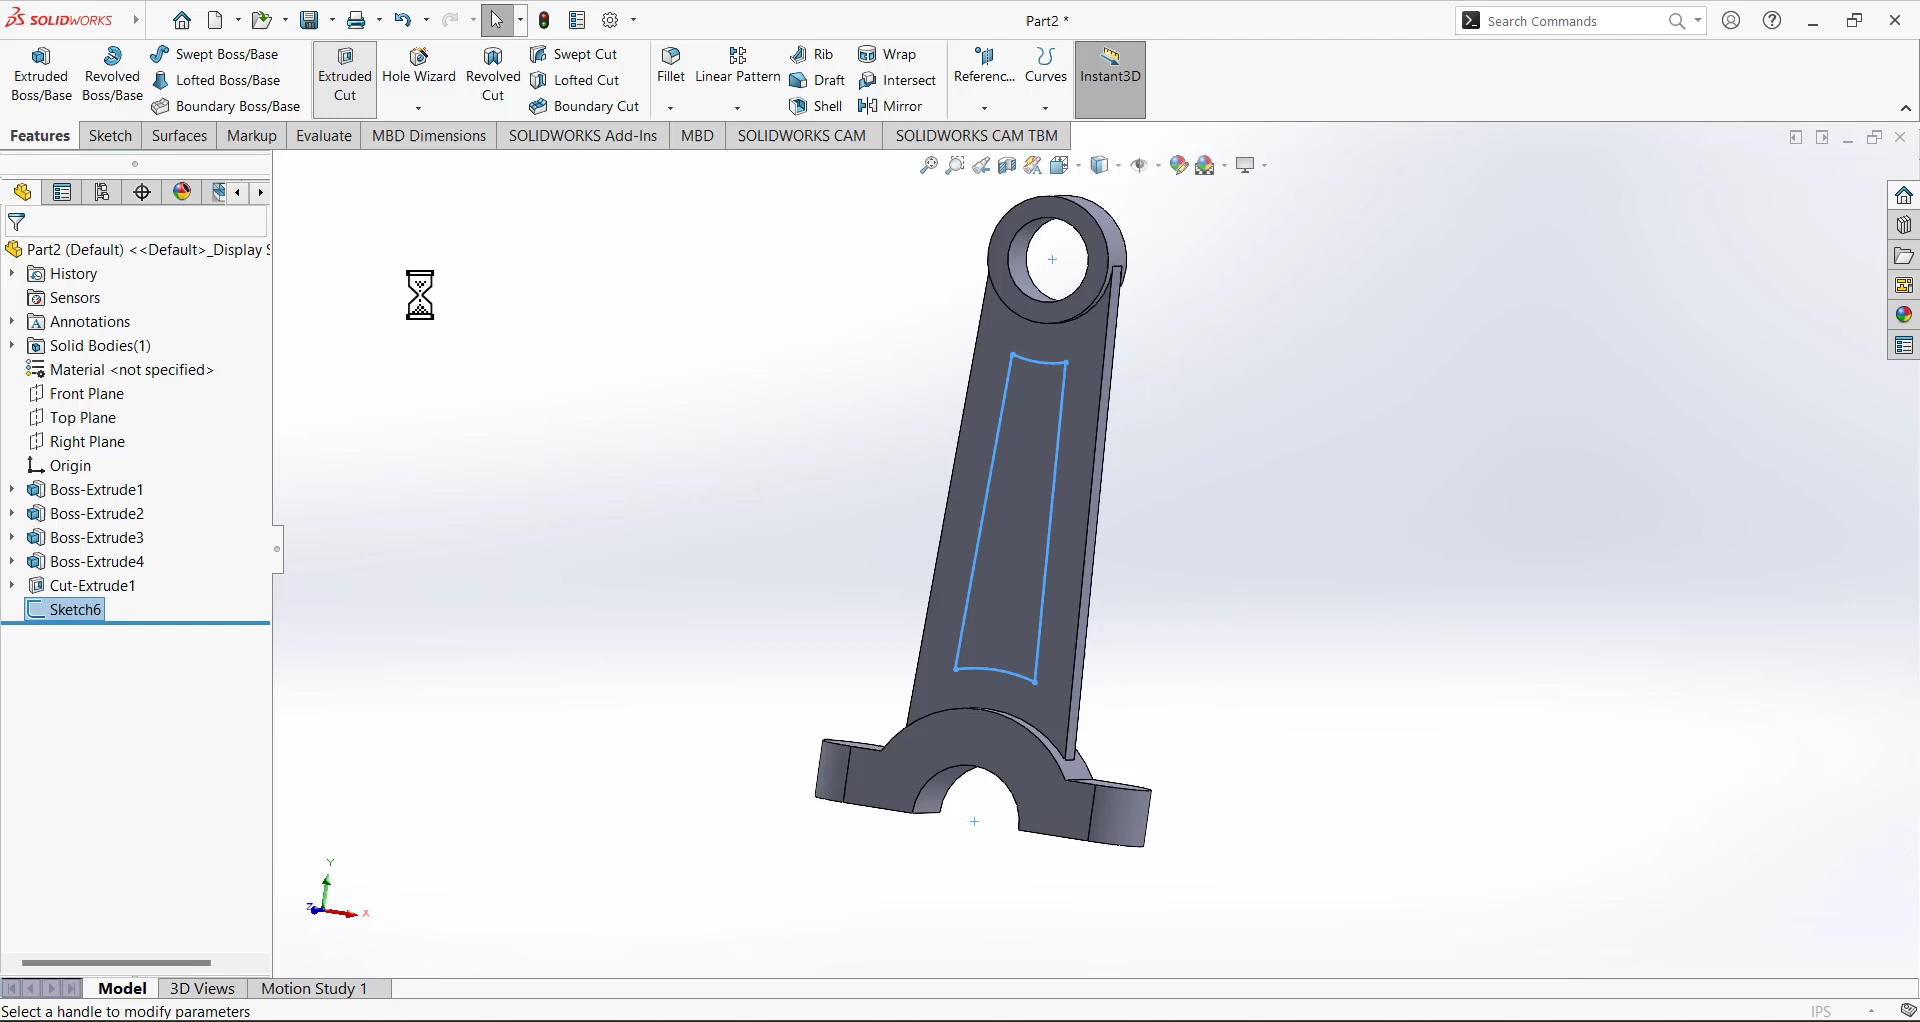 SOLIDWORKS
Part2 *
Search Commands
Extruded Boss/Base
Revolved Boss/Base
Swept Boss/Base
Lofted Boss/Base
Boundary Boss/Base
Extruded Cut
Hole Wizard
Revolved Cut
Swept Cut
Lofted Cut
Boundary Cut
Fillet
Linear Pattern
Rib
Draft
Shell
Wrap
Intersect
Mirror
Referenc...
Curves
Instant3D
Features
Sketch
Surfaces
Markup
Evaluate
MBD Dimensions
SOLIDWORKS Add-Ins
MBD
SOLIDWORKS CAM
SOLIDWORKS CAM TBM
Part2 (Default) <<Default>_Display S
History
Sensors
Annotations
Solid Bodies(1)
Material <not specified>
Front Plane
Top Plane
Right Plane
Origin
Boss-Extrude1
Boss-Extrude2
Boss-Extrude3
Boss-Extrude4
Cut-Extrude1
Sketch6
Y
Z
X
Model
3D Views
Motion Study 1
Select a handle to modify parameters
IPS